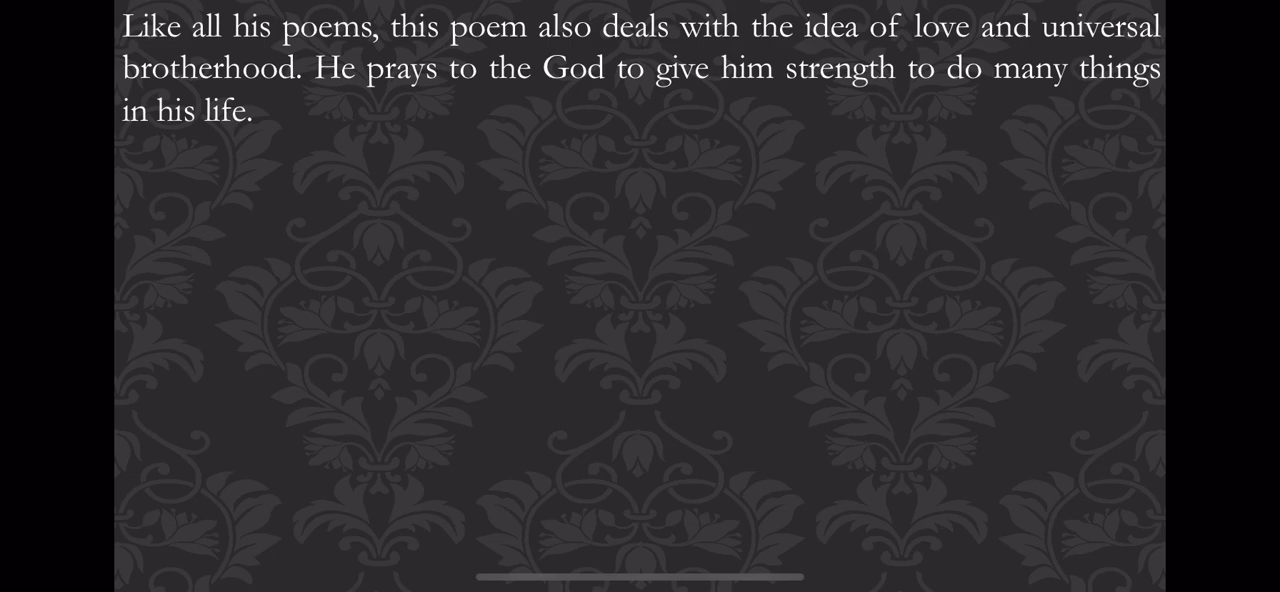 Like all his poems, this poem also deals with the idea of love and universal
brotherhood. He prays to the God to give him strength to do many things
in his life.